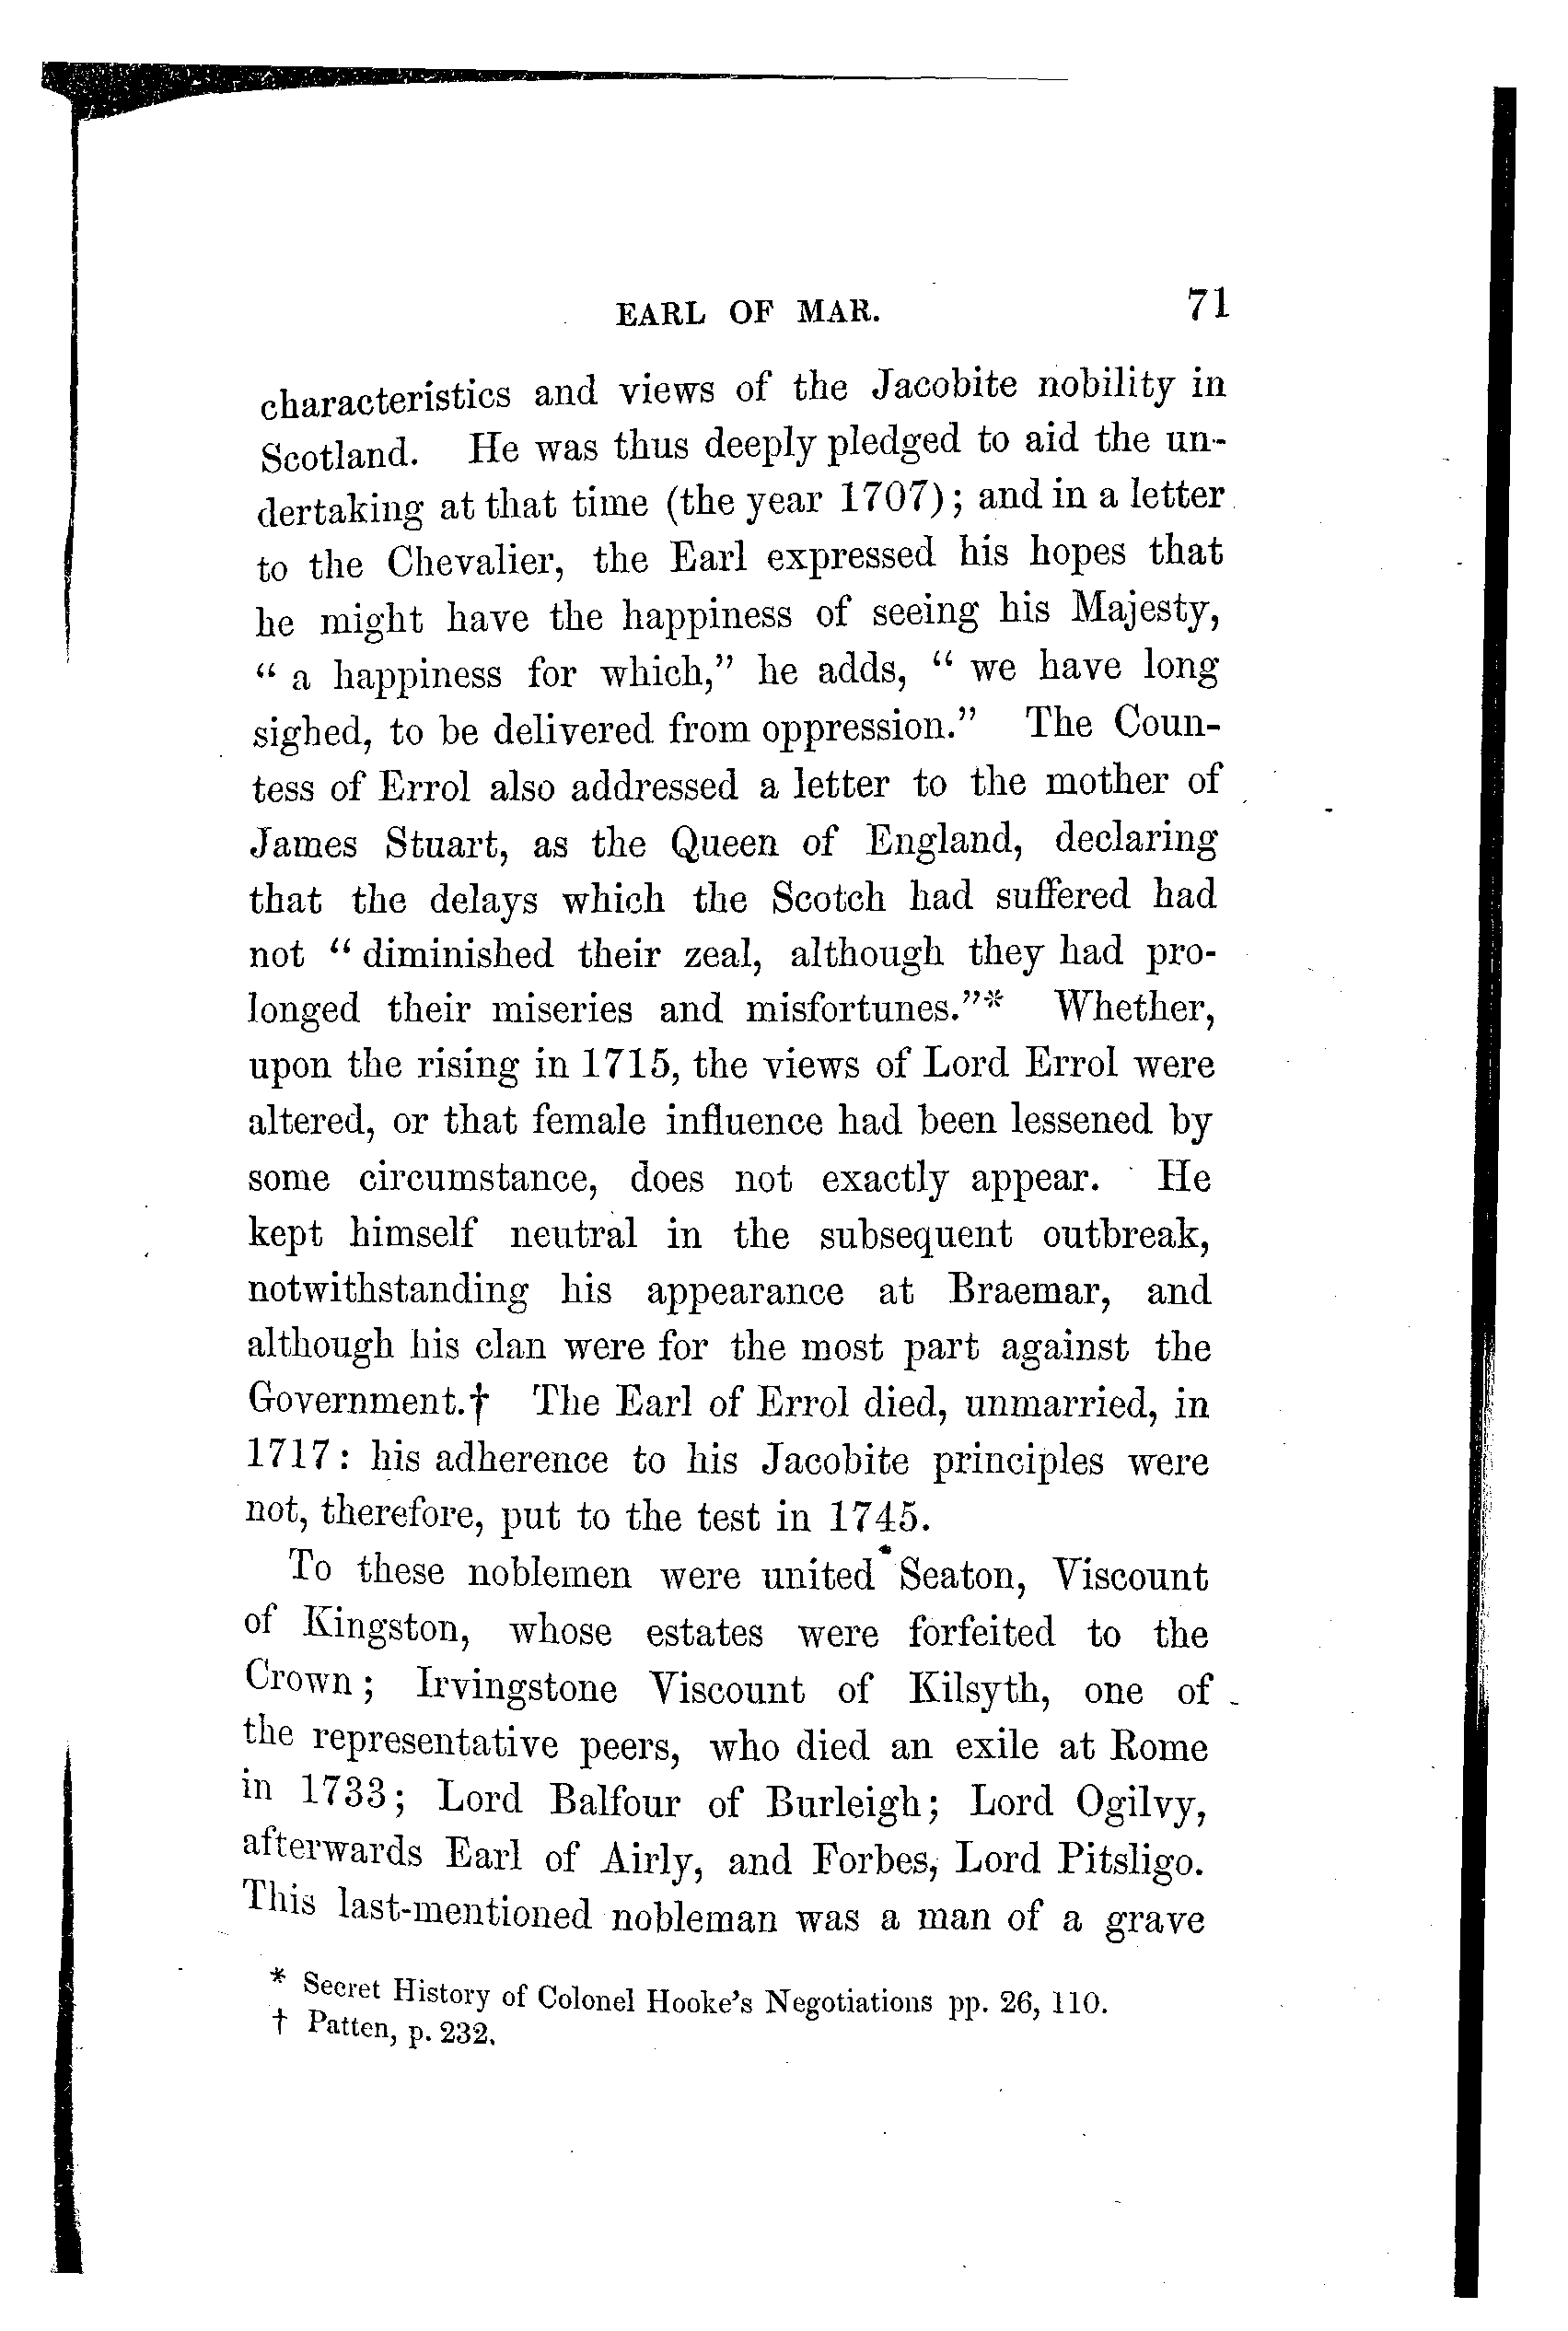 EARL OF MAR. 71
characteristics and views of the Jacobite nobility in
Scotland. He was thus deeply pledged to aid the un-
dertaking at that time (the year 1707); and in a letter
to the Chevalier, the Earl expressed his hopes that
he might have the happiness of seeing his Majesty,
“ a happiness for which,” he adds, “ we have long
sighed, to be delivered from oppression.” The Coun-
tess of Errol also addressed a letter to the mother of
James Stuart, as the Queen of England, declaring
that the delays which the Scotch had suffered had
not “ diminished their zeal, although they had pro-
longed their miseries and misfortunes.”* Whether,
upon the rising in 1715, the views of Lord Errol were
altered, or that female influence had been lessened by
some circumstance, does not exactly appear. He
kept himself neutral in the subsequent outbreak,
notwithstanding his appearance at Braemar, and
although his clan were for the most part against the
Government.† The Earl of Errol died, unmarried, in
1717: his adherence to his Jacobite principles were
not, therefore, put to the test in 1745.
To these noblemen were united Seaton, Viscount
of Kingston, whose estates were forfeited to the
Crown; Irvingstone Viscount of Kilsyth, one of
the representative peers, who died an exile at Rome
in 1733; Lord Balfour of Burleigh; Lord Ogilvy,
afterwards Earl of Airly, and Forbes, Lord Pitsligo.
This last-mentioned nobleman was a man of a grave
* Secret History of Colonel Hooke’s Negotiations pp. 26, 110.
† Patten, p. 232.